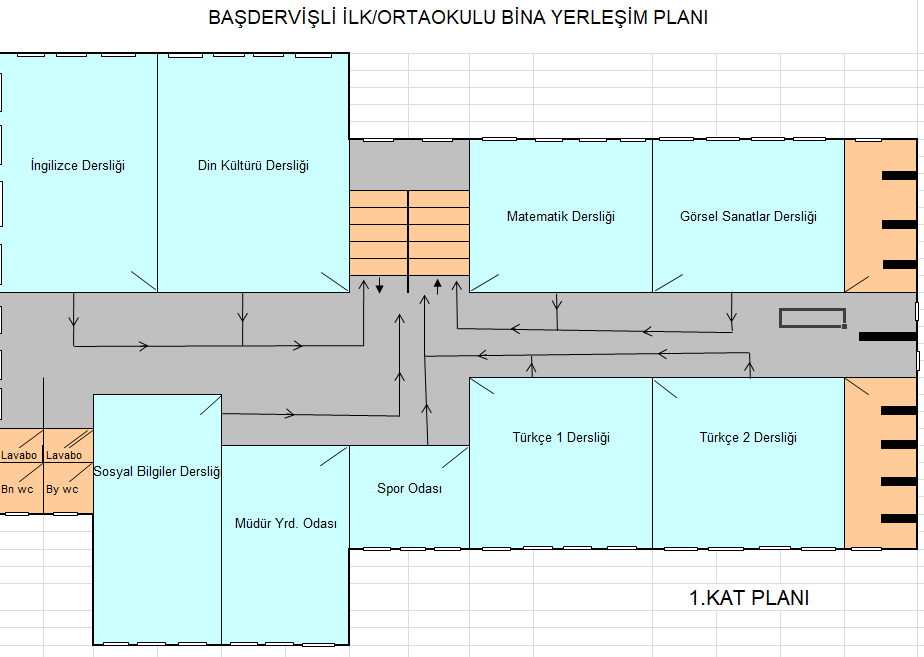 BAŞDERVİŞLİ İLK/ORTAOKULU BİNA YERLEŞİM PLANI
İngilizce Dersliği
Din Kültürü Dersliği
Matematik Dersliği
Görsel Sanatlar Dersliği
Türkçe 1 Dersliği
Türkçe 2 Dersliği
Lavabo
Lavabo
Sosyal Bilgiler Dersliğ
Bn wc
By wc
Spor Odası
Müdür Yrd. Odası
1.KAT PLANI